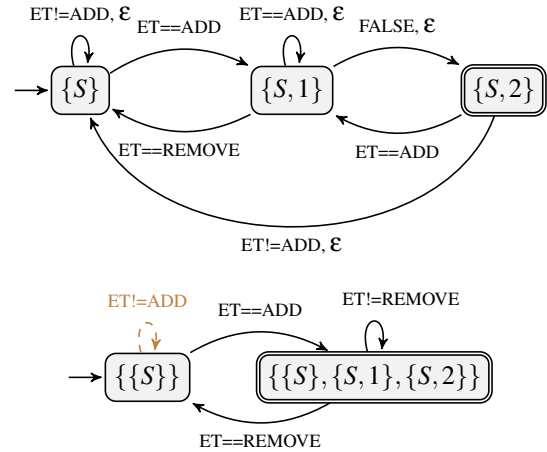 ET!=ADD, ε ET==ADD ET==ADD, ε FALSE, ε
{S} {S, 1} {S, 2}
ET==REMOVE ET==ADD
ET!=ADD, ε
ET!=ADD ET==ADD ET!=REMOVE
{{S}} {{S},{S, 1},{S, 2}}
ET==REMOVE